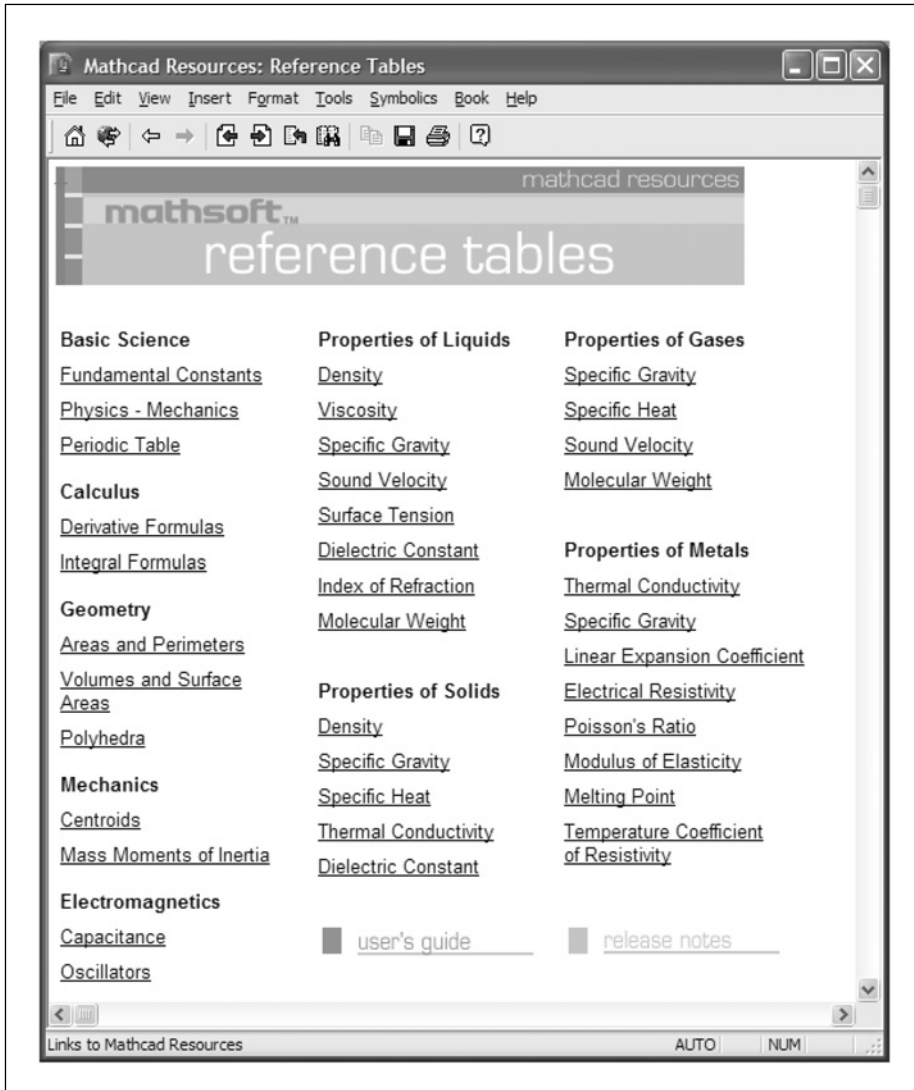 Mathcad Resources: Reference Tables
File Edit View Insert Format Tools Symbolics Book Help
mathcad resources
mathsoft™
reference tables
Basic Science
Fundamental Constants
Physics - Mechanics
Periodic Table
Calculus
Derivative Formulas
Integral Formulas
Geometry
Areas and Perimeters
Volumes and Surface
Areas
Polyhedra
Mechanics
Centroids
Mass Moments of Inertia
Electromagnetics
Capacitance
Oscillators
Properties of Liquids
Density
Viscosity
Specific Gravity
Sound Velocity
Surface Tension
Dielectric Constant
Index of Refraction
Molecular Weight
Properties of Solids
Density
Specific Gravity
Specific Heat
Thermal Conductivity
Dielectric Constant
user's guide
Properties of Gases
Specific Gravity
Specific Heat
Sound Velocity
Molecular Weight
Properties of Metals
Thermal Conductivity
Specific Gravity
Linear Expansion Coefficient
Electrical Resistivity
Poisson's Ratio
Modulus of Elasticity
Melting Point
Temperature Coefficient
of Resistivity
release notes
Links to Mathcad Resources AUTO NUM